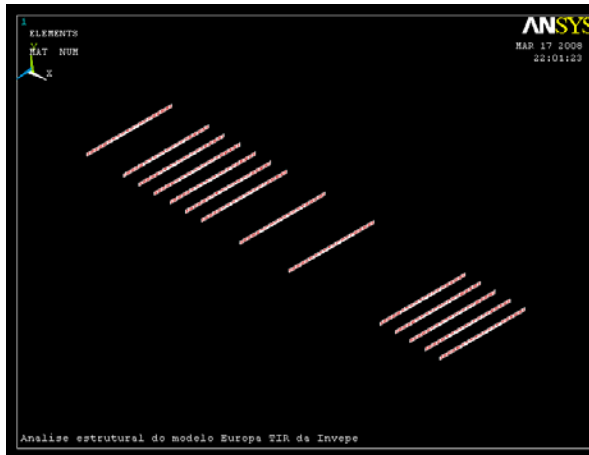 1
ELEMENTS
MAT NUM
Y
X
ANSYS
MAR 17 2008
22:01:23
Analise estrutural do modelo Europa TIR da Invepe